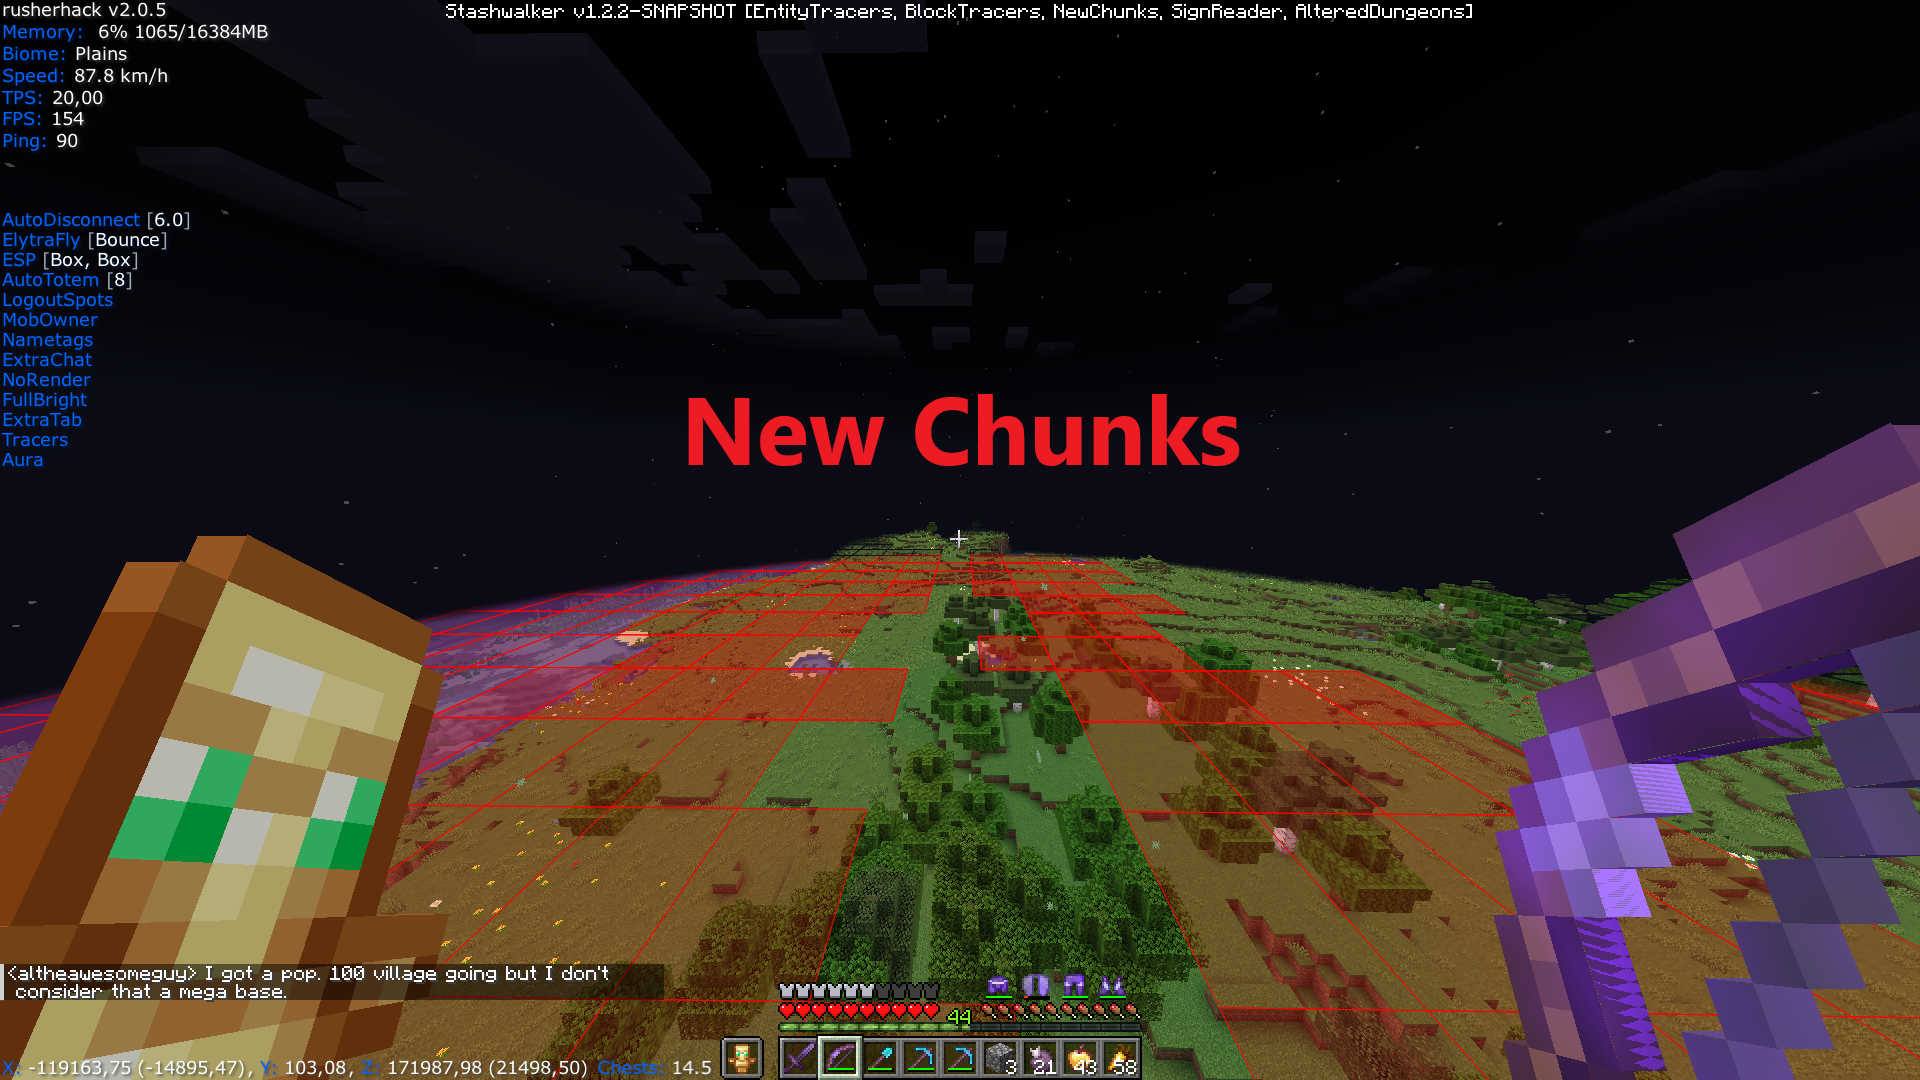 rusherhack v2.0.5
Stashwalker v1.2.2-SNAPSHOT [EntityTracers, BlockTracers, NewChunks, SignReader, AlteredDungeons]
Memory: 6% 1065/16384MB
Biome: Plains
Speed: 87.8 km/h
TPS: 20,00
FPS: 154
Ping: 90
AutoDisconnect [6.0]
ElytraFly [Bounce]
ESP [Box, Box]
AutoTotem [8]
LogoutSpots
MobOwner
Nametags
ExtraChat
NoRender
FullBright
ExtraTab
Tracers
Aura
New Chunks
<altheawesomeguy> I got a pop. 100 village going but I don't
consider that a mega base.
44
X: -119163,75 (-14895,47), Y: 103,08, Z: 171987,98 (21498,50) Chests: 14.5
3 21 43 58